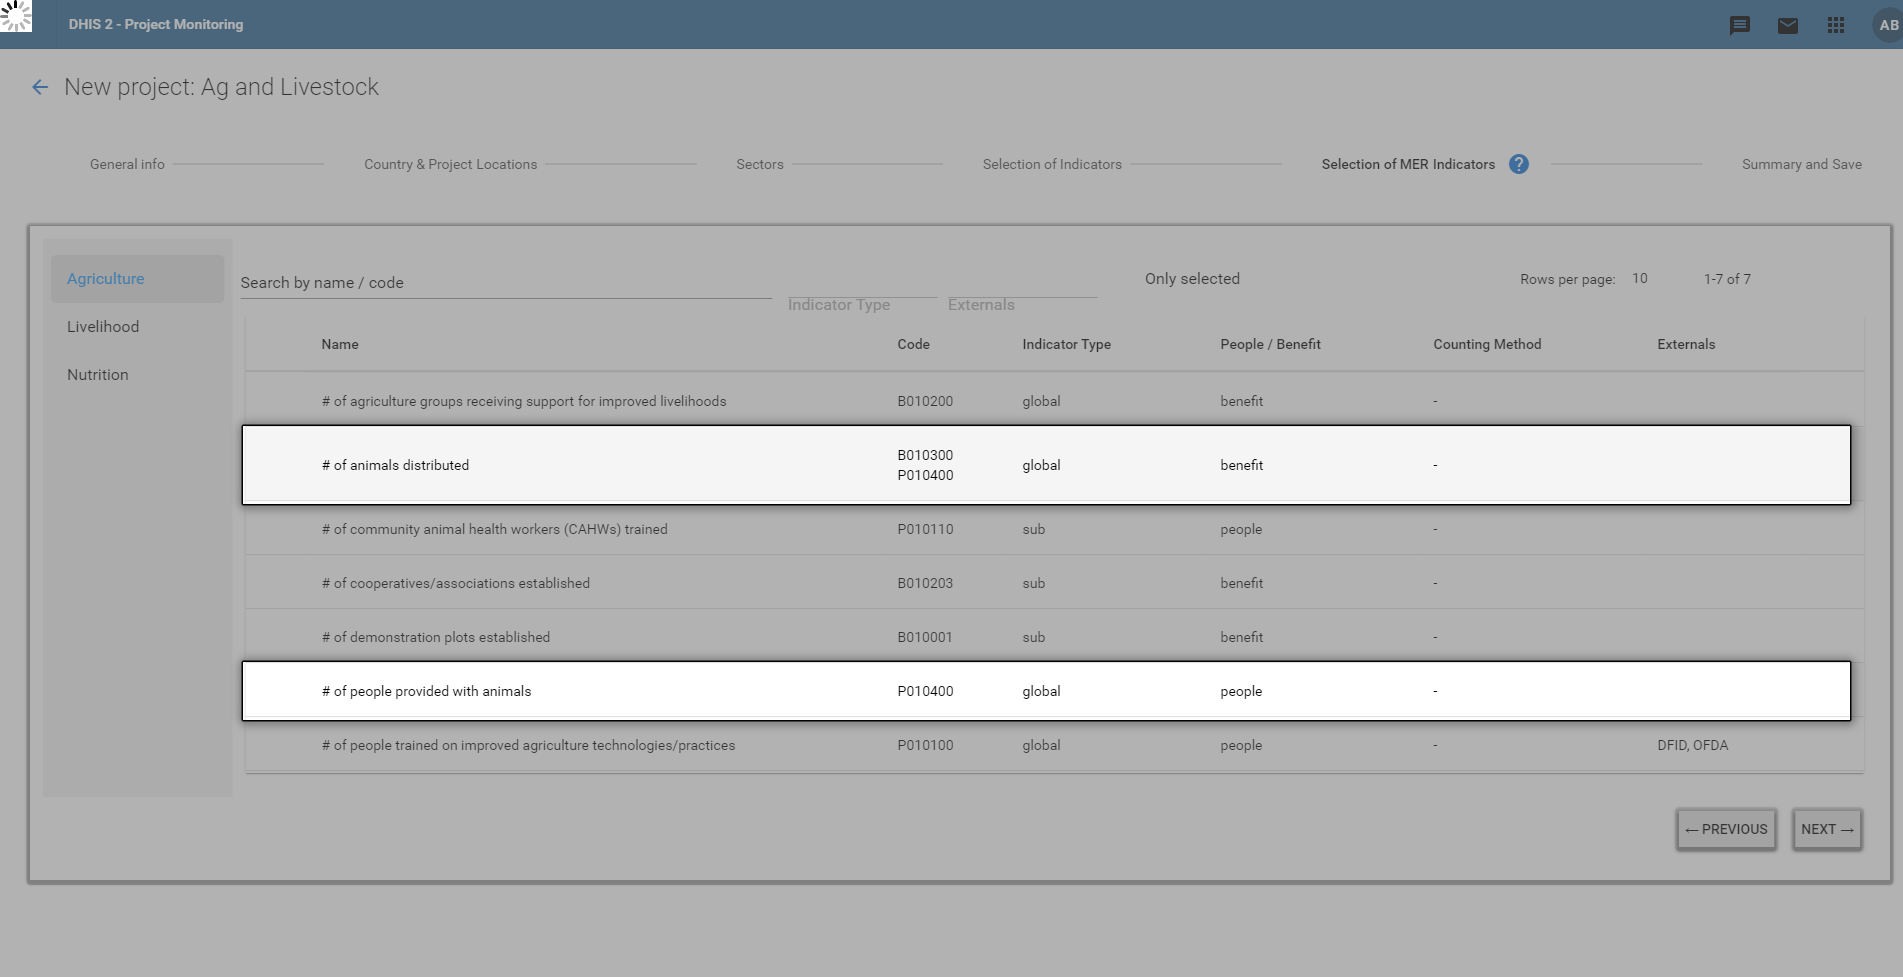 DHIS 2 - Project Monitoring
AB
New project: Ag and Livestock
General info
Country & Project Locations
Sectors
Selection of Indicators
Selection of MER Indicators ?
Summary and Save
Agriculture
Livelihood
Nutrition
Search by name / code
Indicator Type
Externals
Only selected
Rows per page: 10 1-7 of 7
Name Code Indicator Type People / Benefit Counting Method Externals
# of agriculture groups receiving support for improved livelihoods B010200 global benefit -
# of animals distributed B010300 P010400 global benefit -
# of community animal health workers (CAHWs) trained P010110 sub people -
# of cooperatives/associations established B010203 sub benefit -
# of demonstration plots established B010001 sub benefit -
# of people provided with animals P010400 global people -
# of people trained on improved agriculture technologies/practices P010100 global people - DFID, OFDA
← PREVIOUS
NEXT →